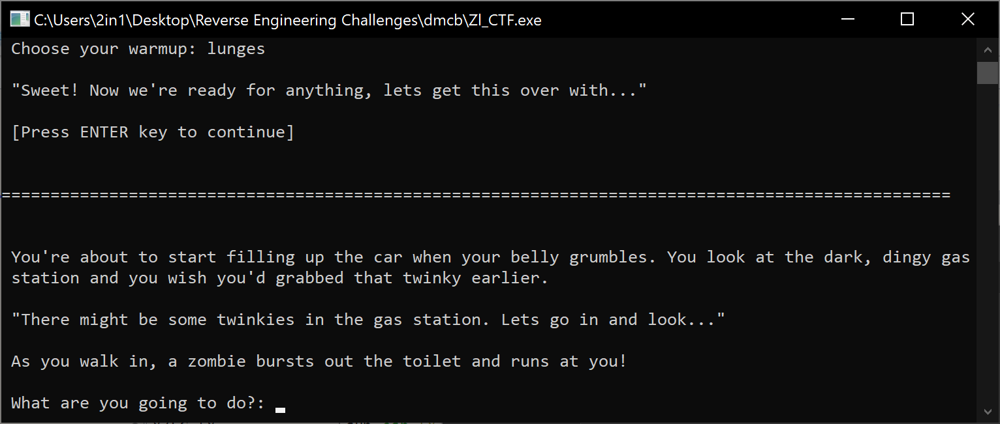 C:\Users\2in1\Desktop\Reverse Engineering Challenges\dmcb\Zl_CTF.exe
Choose your warmup: lunges
"Sweet! Now we're ready for anything, lets get this over with..."
[Press ENTER key to continue]
=================================================================================================
You're about to start filling up the car when your belly grumbles. You look at the dark, dingy gas
station and you wish you'd grabbed that twinky earlier.
"There might be some twinkies in the gas station. Lets go in and look..."
As you walk in, a zombie bursts out the toilet and runs at you!
What are you going to do?: